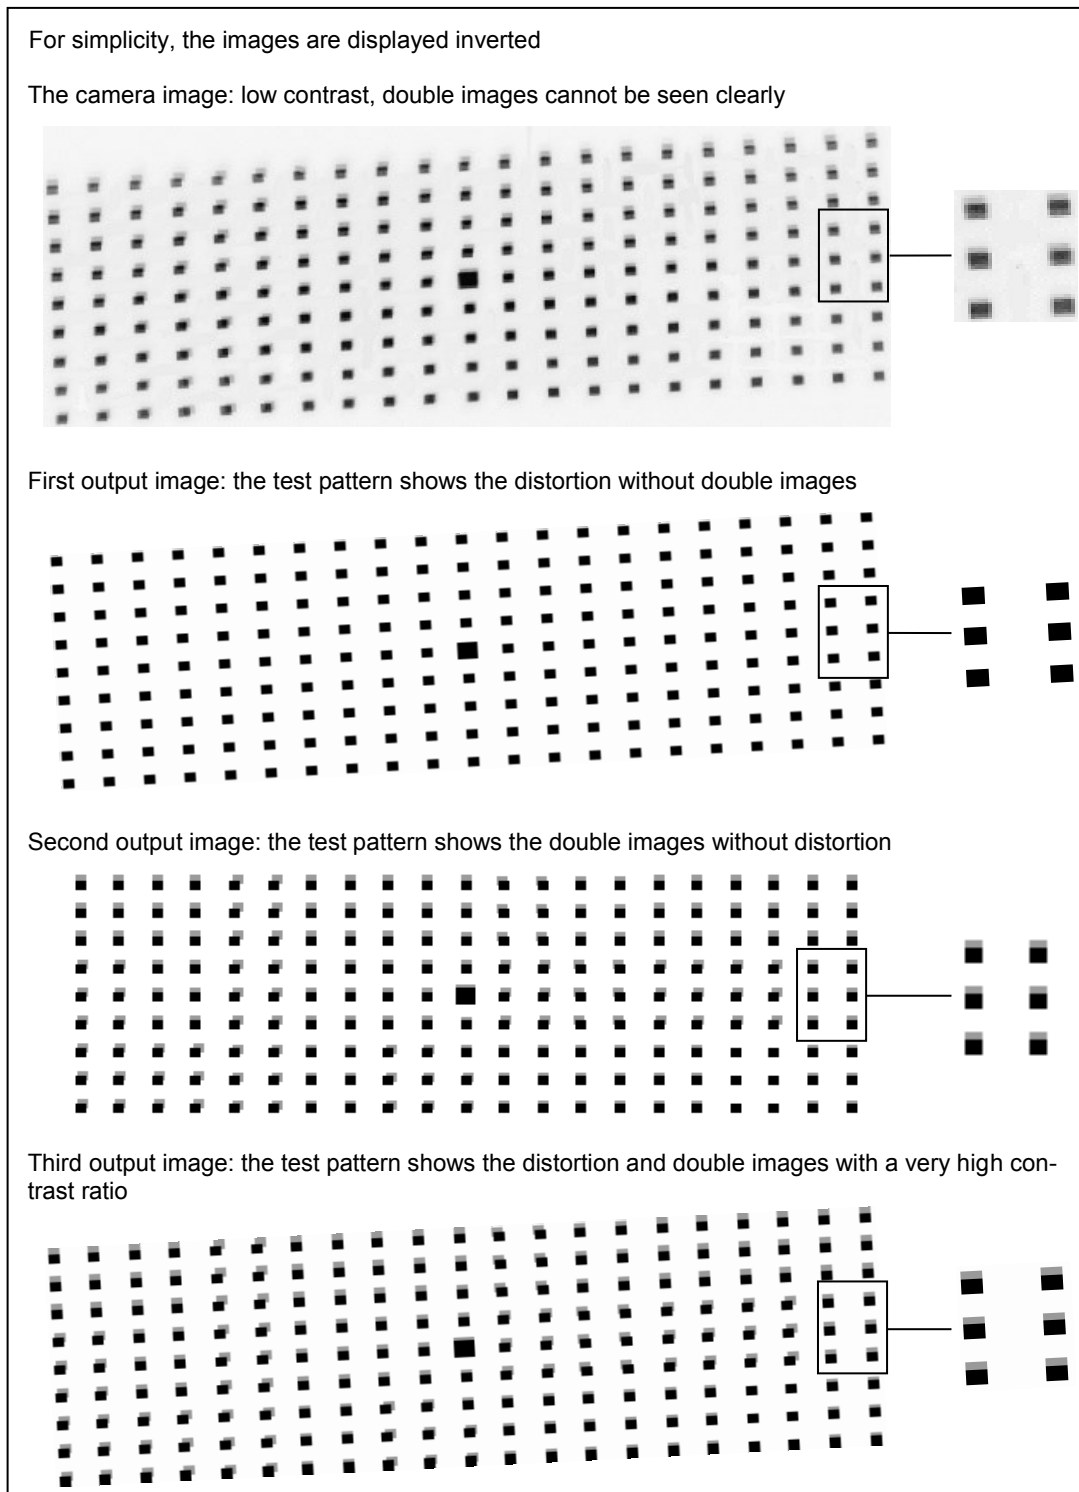 For simplicity, the images are displayed inverted
The camera image: low contrast, double images cannot be seen clearly
First output image: the test pattern shows the distortion without double images
Second output image: the test pattern shows the double images without distortion
Third output image: the test pattern shows the distortion and double images with a very high con-
trast ratio